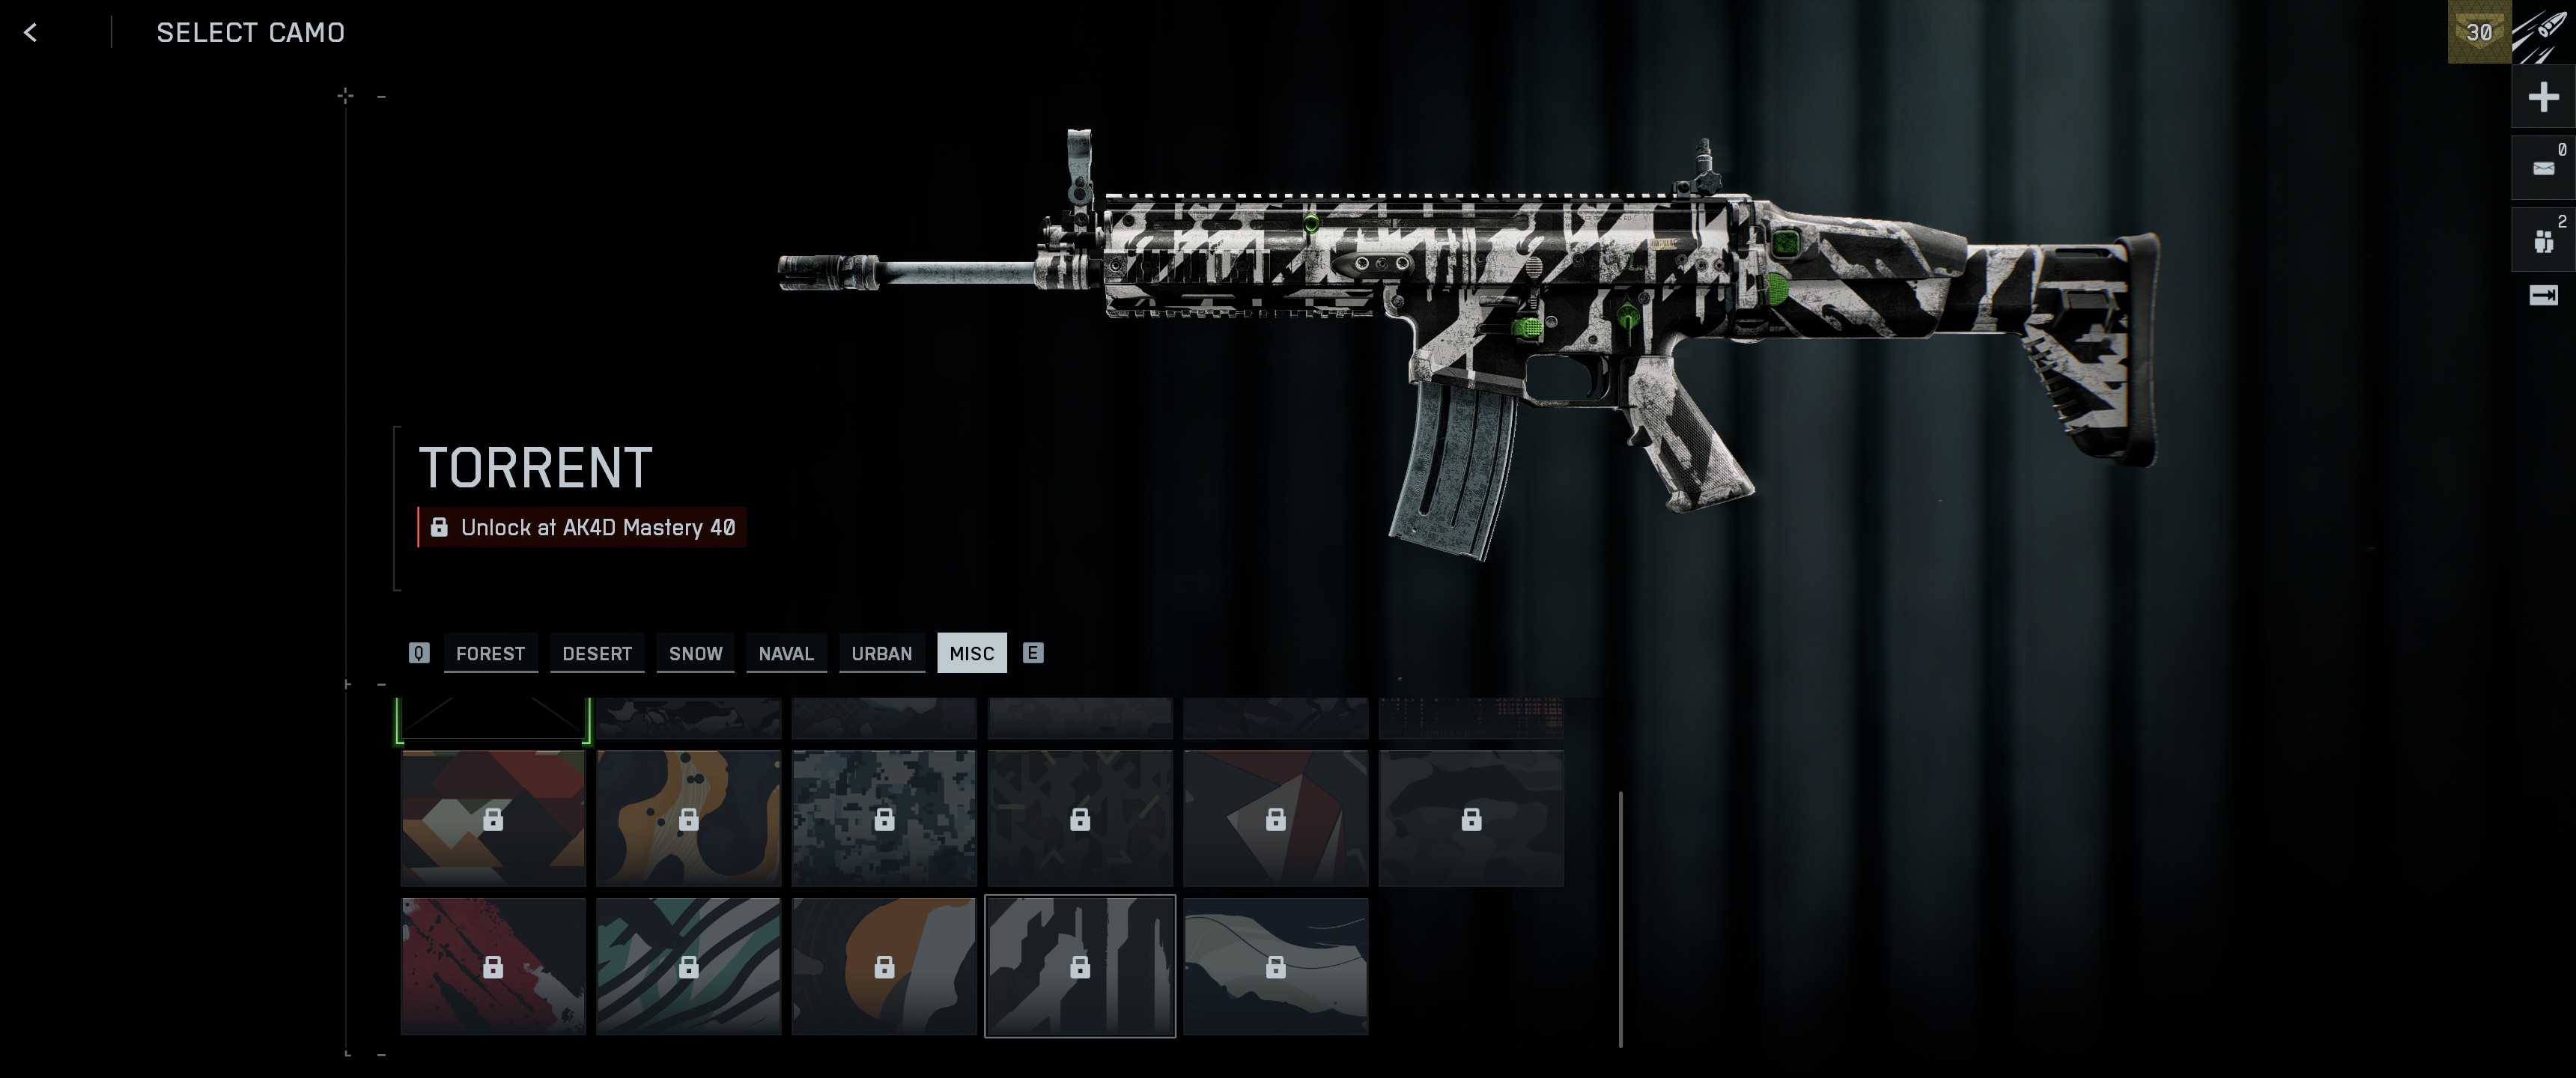 SELECT CAMO
30
0
2
TORRENT
Unlock at AK4D Mastery 40
Q FOREST DESERT SNOW NAVAL URBAN MISC E